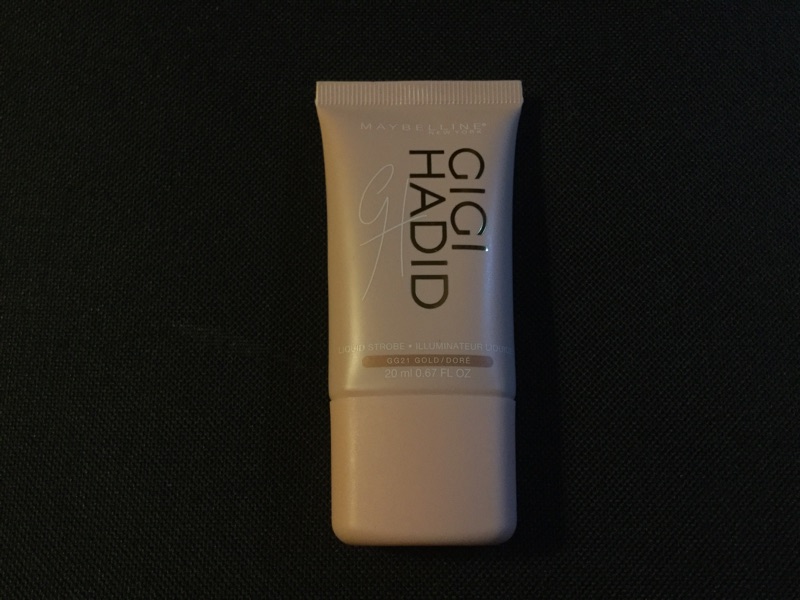 MAYBELLINE®
NEW YORK
GIGI
HADID
GH
LIQUID STROBE • ILLUMINATEUR LIQUIDE
GG21 GOLD/DORÉ
20 ml 0.67 FL OZ